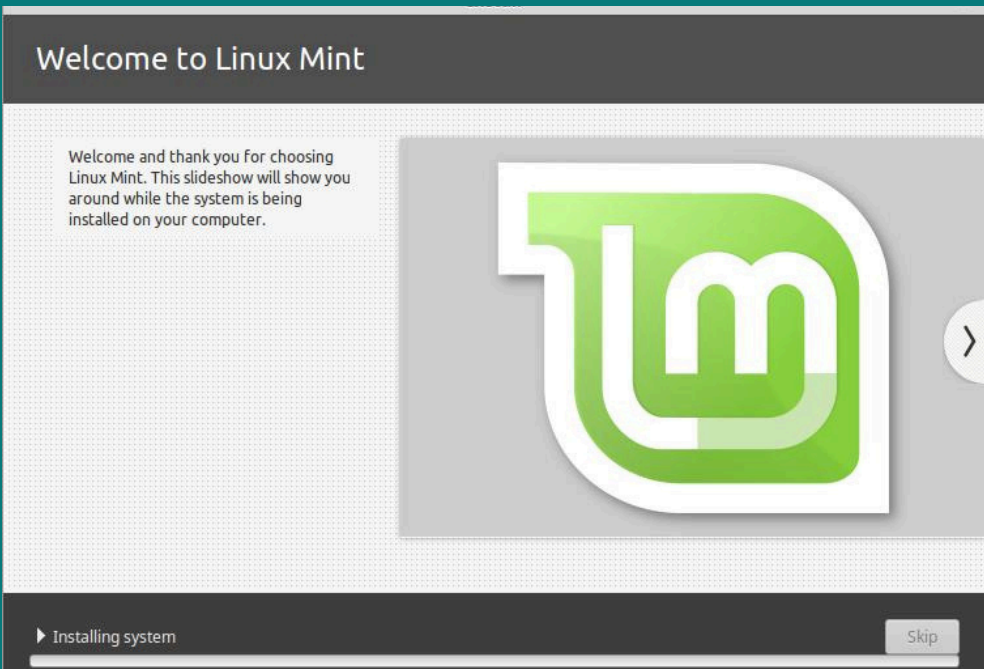 Welcome to Linux Mint
Welcome and thank you for choosing
Linux Mint. This slideshow will show you
around while the system is being
installed on your computer.
lm
Installing system
Skip